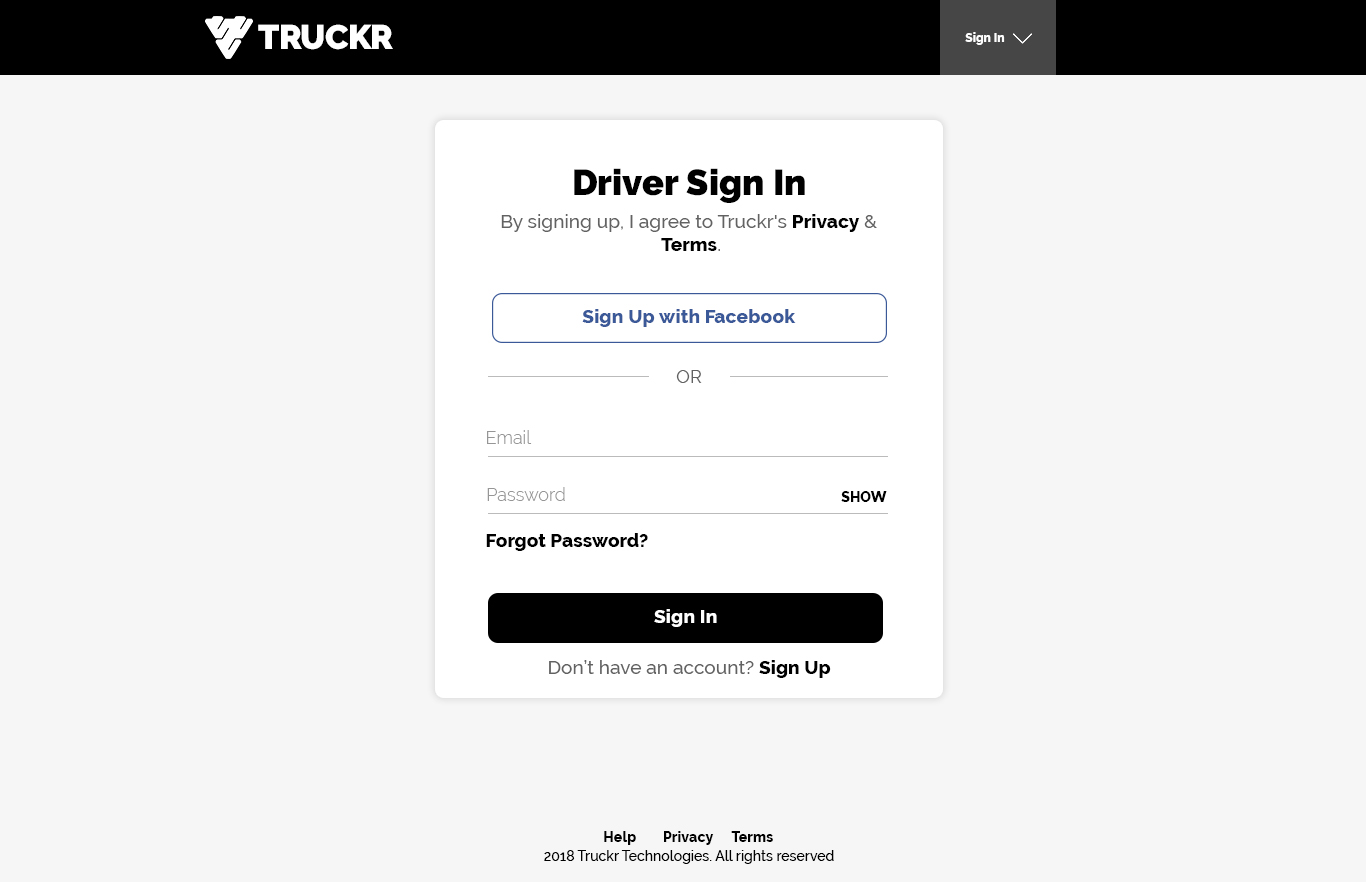 TRUCKR
Sign In
Driver Sign In
By signing up, I agree to Truckr's Privacy &
Terms.
Sign Up with Facebook
OR
Email
Password
SHOW
Forgot Password?
Sign In
Don't have an account? Sign Up
Help Privacy Terms
2018 Truckr Technologies. All rights reserved